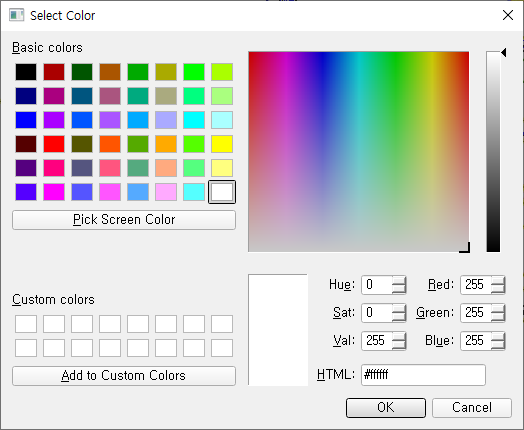 Select Color
Basic colors
Pick Screen Color
Custom colors
Add to Custom Colors
Hue: 0 Red: 255
Sat: 0 Green: 255
Val: 255 Blue: 255
HTML: #ffffff
OK Cancel